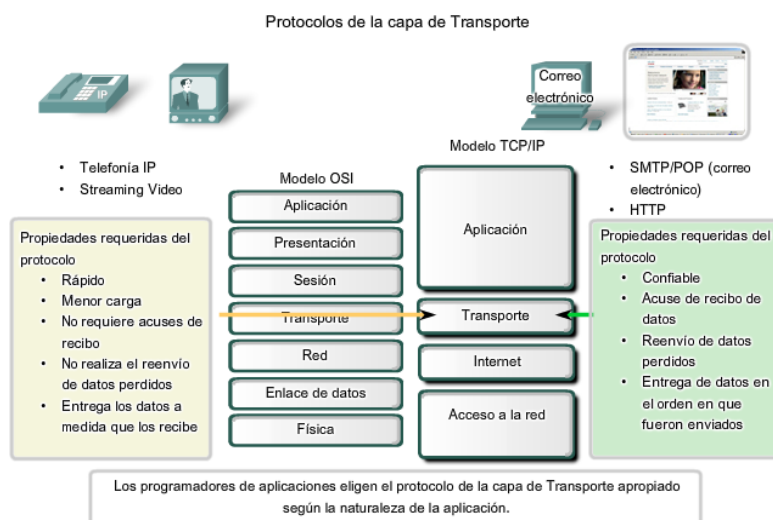 Protocolos de la capa de Transporte
IP
Correo
electrónico
• Telefonía IP
• Streaming Video
Modelo OSI
Aplicación
Presentación
Sesión
Transporte
Red
Enlace de datos
Física
Modelo TCP/IP
Aplicación
Transporte
Internet
Acceso a la red
• SMTP/POP (correo
electrónico)
• HTTP
Propiedades requeridas del
protocolo
• Rápido
• Menor carga
• No requiere acuses de
recibo
• No realiza el reenvío
de datos perdidos
• Entrega los datos a
medida que los recibe
Propiedades requeridas del
protocolo
• Confiable
• Acuse de recibo de
datos
• Reenvío de datos
perdidos
• Entrega de datos en
el orden en que
fueron enviados
Los programadores de aplicaciones eligen el protocolo de la capa de Transporte apropiado
según la naturaleza de la aplicación.